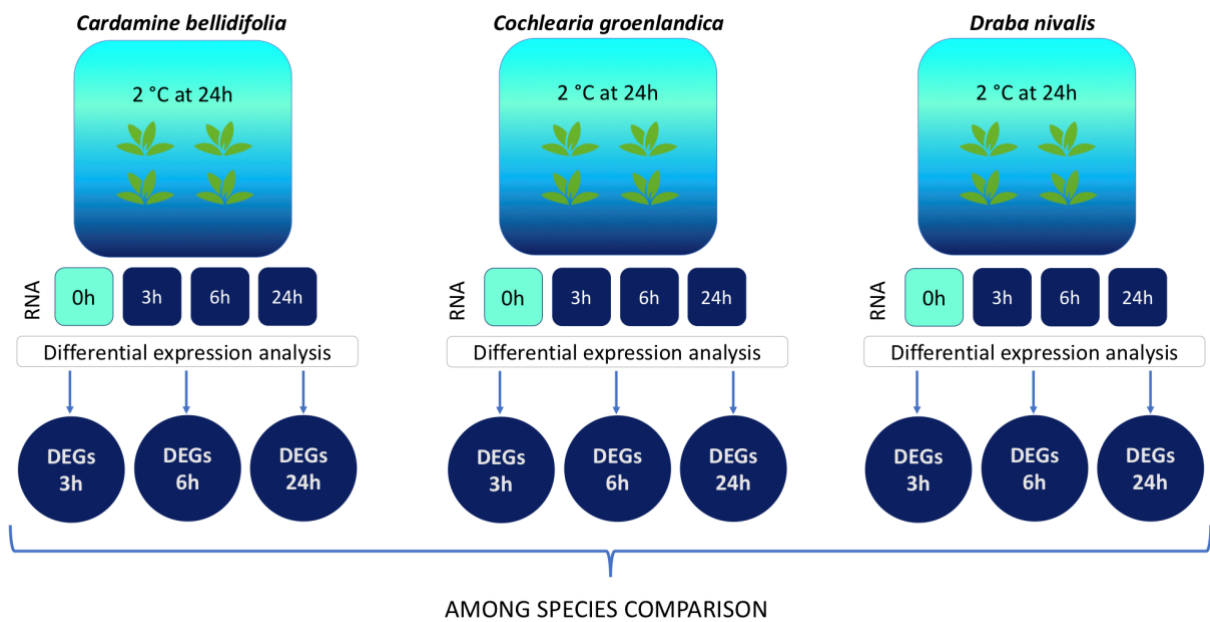 Cardamine bellidifolia
Cochlearia groenlandica
Draba nivalis
2 °C at 24h
2 °C at 24h
2 °C at 24h
RNA
0h
3h
6h
24h
RNA
0h
3h
6h
24h
RNA
0h
3h
6h
24h
Differential expression analysis
Differential expression analysis
Differential expression analysis
DEGs
3h
DEGs
6h
DEGs
24h
DEGs
3h
DEGs
6h
DEGs
24h
DEGs
3h
DEGs
6h
DEGs
24h
AMONG SPECIES COMPARISON